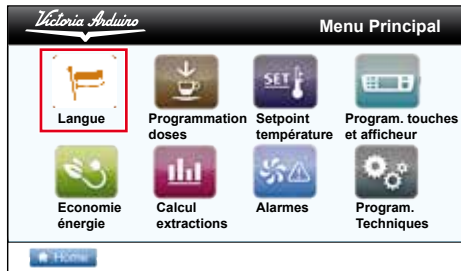 Victoria Arduino
Menu Principal
SET
Langue
Programmation doses
Setpoint température
Program. touches et afficheur
Economie énergie
Calcul extractions
Alarmes
Program. Techniques
Home